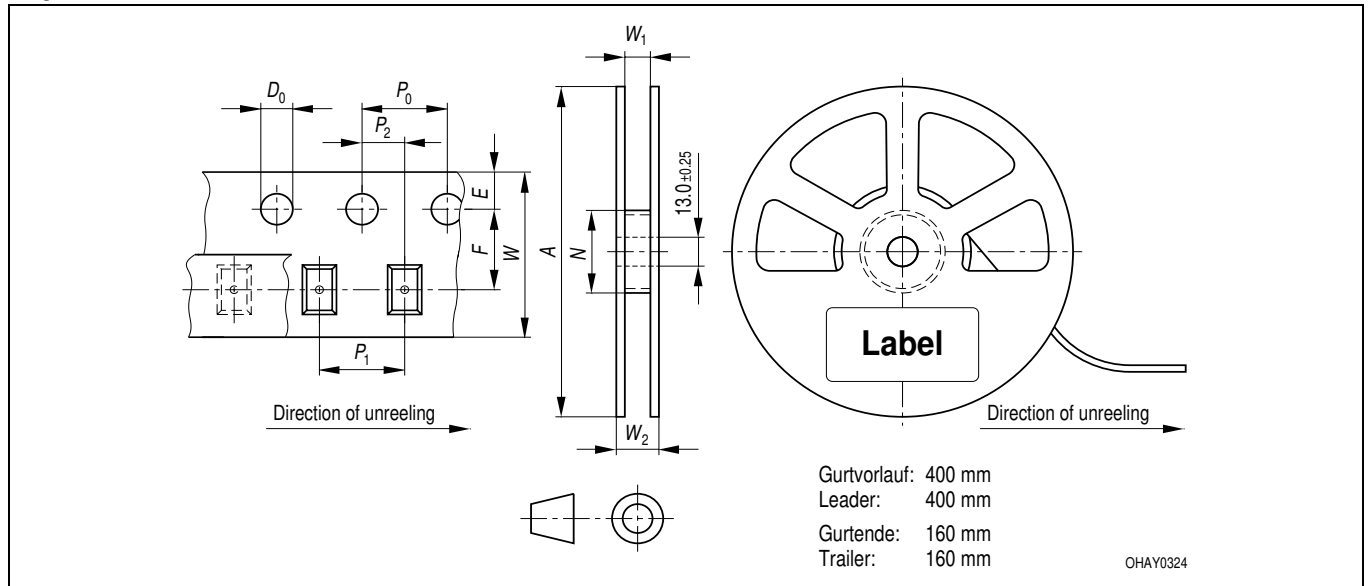 W₁
D₀
P₀
P₂
E
F
W
A
N
13.0 ±0.25
P₁
W₂
Label
Direction of unreeling
Direction of unreeling
Gurtvorlauf: 400 mm
Leader: 400 mm
Gurtende: 160 mm
Trailer: 160 mm
OHAY0324